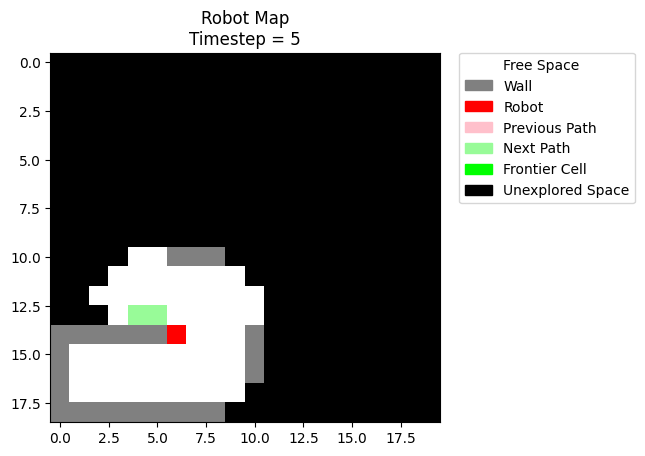 Robot Map
Timestep = 5
0.0
2.5
5.0
7.5
10.0
12.5
15.0
17.5
0.0
2.5
5.0
7.5
10.0
12.5
15.0
17.5
Free Space
Wall
Robot
Previous Path
Next Path
Frontier Cell
Unexplored Space